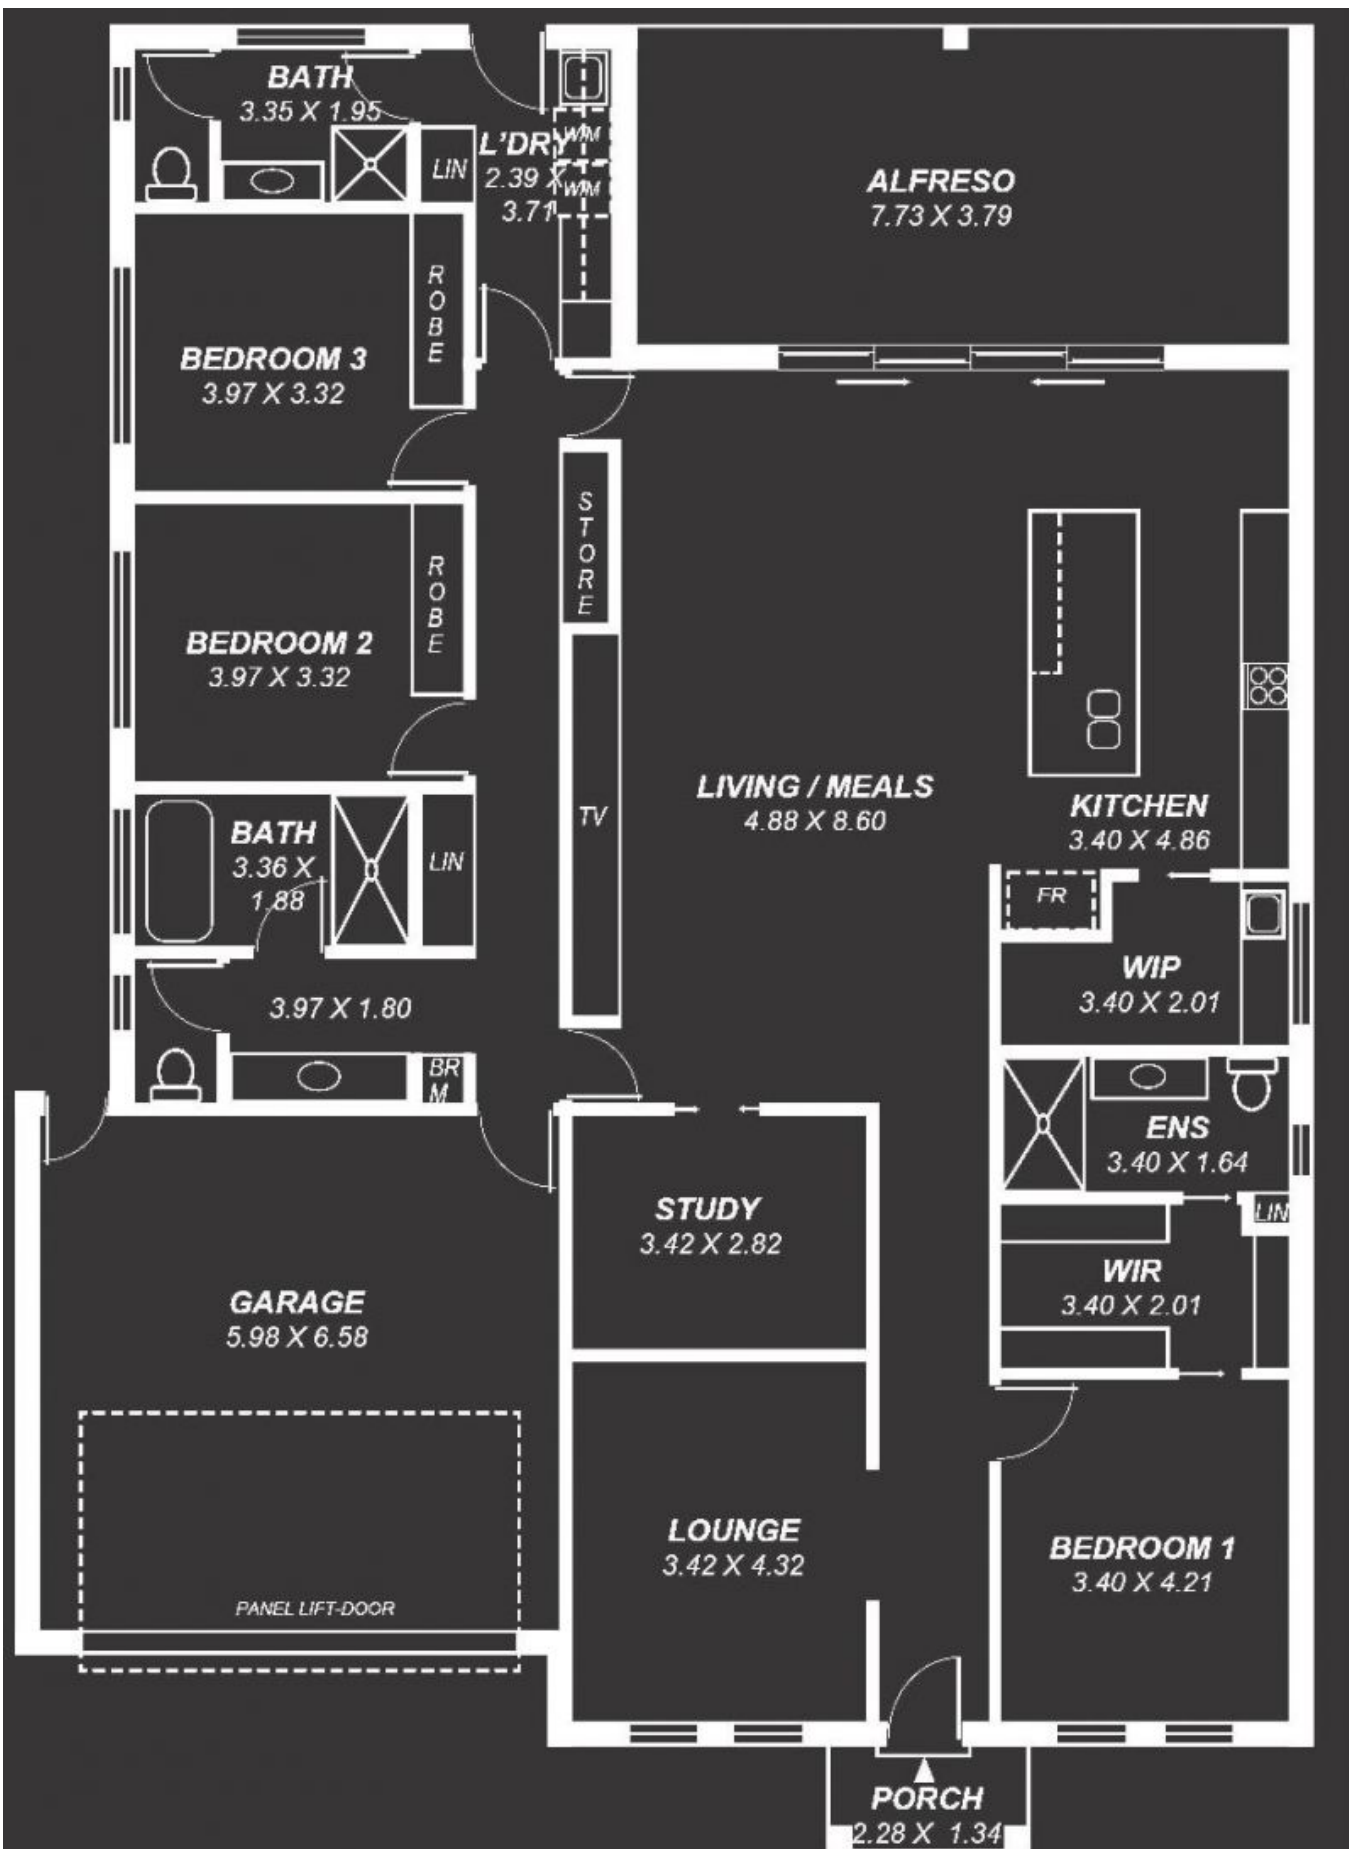 BATH
3.35 X 1.95
LIN
L'DRY
2.39 X
3.71
W/M
W/M
ALFRESO
7.73 X 3.79
BEDROOM 3
3.97 X 3.32
ROBE
STORE
BEDROOM 2
3.97 X 3.32
ROBE
BATH
3.36 X
1.88
LIN
TV
LIVING / MEALS
4.88 X 8.60
KITCHEN
3.40 X 4.86
FR
WIP
3.40 X 2.01
3.97 X 1.80
BR
M
ENS
3.40 X 1.64
LIN
STUDY
3.42 X 2.82
WIR
3.40 X 2.01
GARAGE
5.98 X 6.58
PANEL LIFT-DOOR
LOUNGE
3.42 X 4.32
BEDROOM 1
3.40 X 4.21
PORCH
2.28 X 1.34